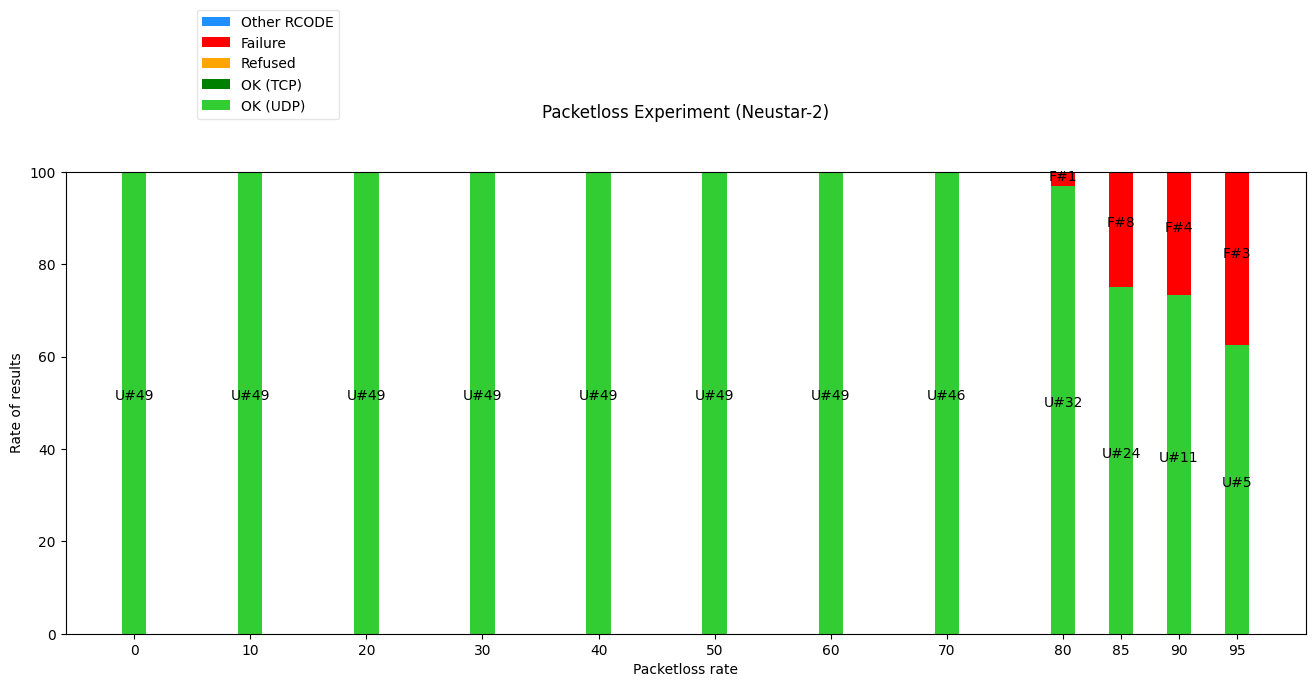 Other RCODE
Failure
Refused
OK (TCP)
OK (UDP)
Packetloss Experiment (Neustar-2)
100
80
60
40
20
0
Rate of results
F#1
F#8
F#4
F#3
U#49
U#49
U#49
U#49
U#49
U#49
U#49
U#46
U#32
U#24
U#11
U#5
0 10 20 30 40 50 60 70 80 85 90 95
Packetloss rate